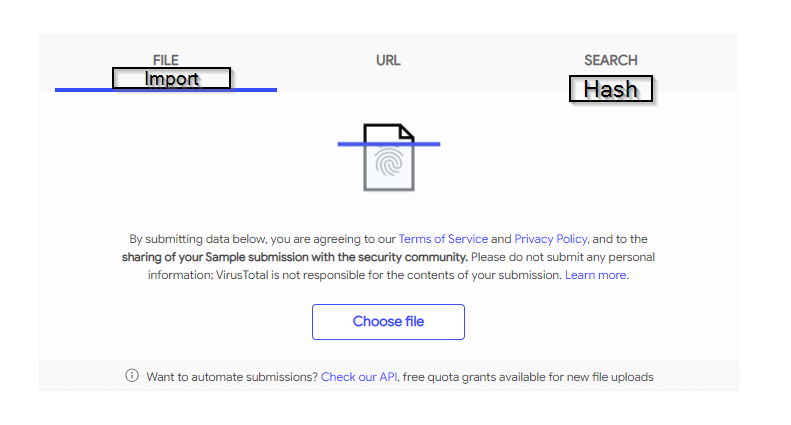 FILE URL SEARCH
Import Hash
By submitting data below, you are agreeing to our Terms of Service and Privacy Policy, and to the
sharing of your Sample submission with the security community. Please do not submit any personal
information; VirusTotal is not responsible for the contents of your submission. Learn more.
Choose file
Want to automate submissions? Check our API, free quota grants available for new file uploads